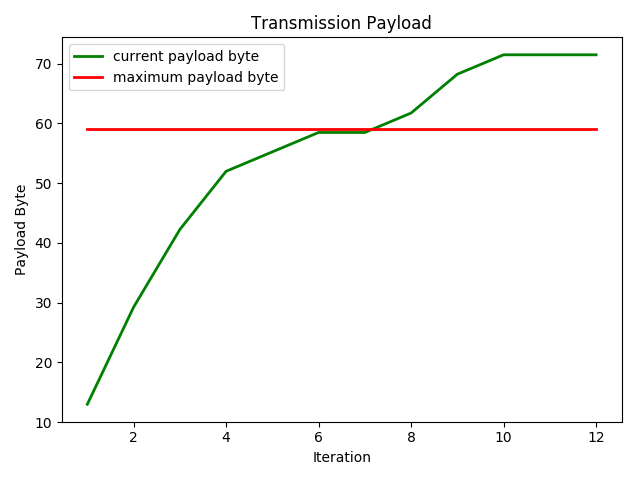 Transmission Payload
current payload byte
maximum payload byte
70
60
50
40
30
20
10
Payload Byte
2 4 6 8 10 12
Iteration